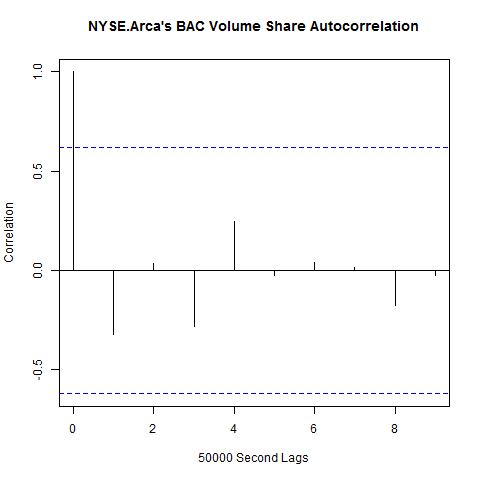 NYSE.Arca's BAC Volume Share Autocorrelation
Correlation
1.0
0.5
0.0
-0.5
0 2 4 6 8
50000 Second Lags